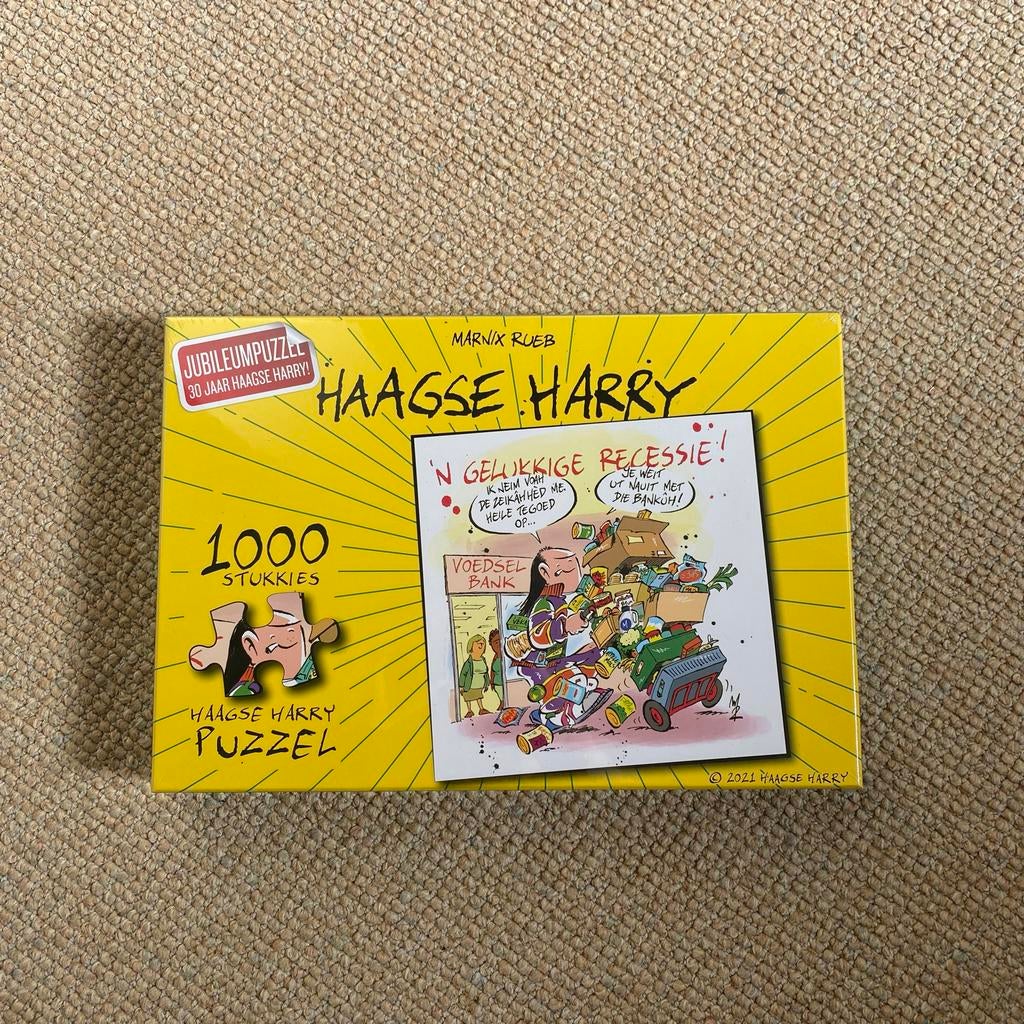 MARNIX RUEB
JUBILEUMPUZZEL
30 JAAR HAAGSE HARRY!
HAAGSE HARRY
'N GELUKKIGE RECESSIE!
IK NEIM VOAH
DE ZEIKÂHHÈD ME
HEILE TEGOED
OP...
JE WEIT
UT NAUIT MET
DIE BANKÛH!
VOEDSEL
BANK
1000
STUKKIES
HAAGSE HARRY
PUZZEL
© 2021 HAAGSE HARRY